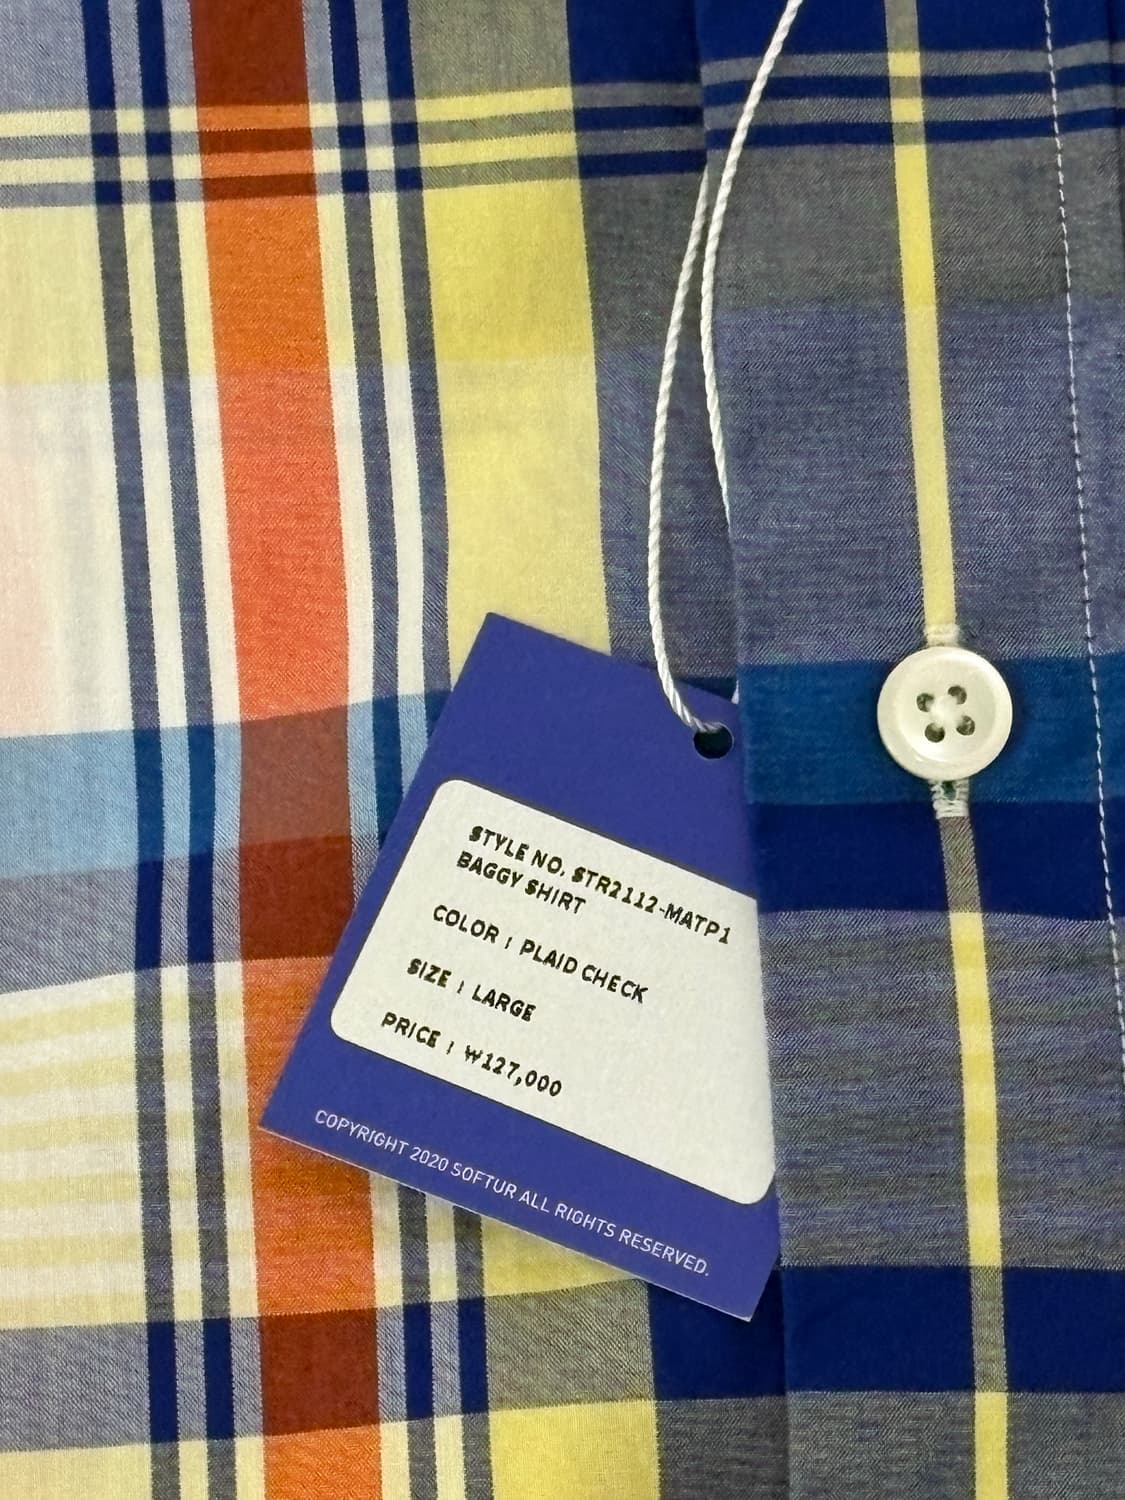 STYLE NO. STR2112-MATP1
BAGGY SHIRT
COLOR : PLAID CHECK
SIZE : LARGE
PRICE : ₩127,000
COPYRIGHT 2020 SOFTUR ALL RIGHTS RESERVED.